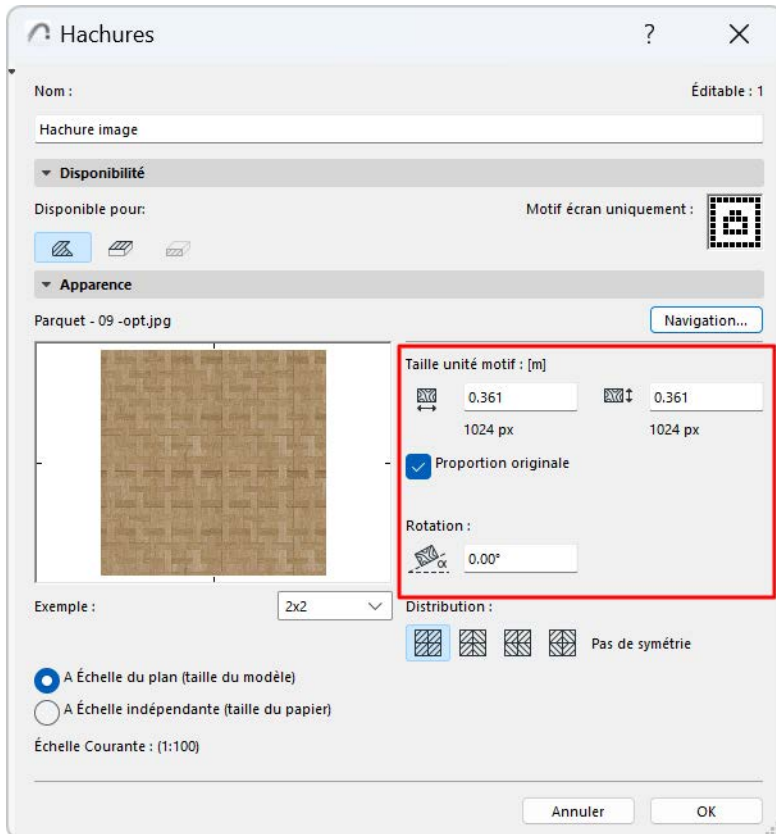 Hachures
?
Nom :
Éditable : 1
Hachure image
Disponibilité
Disponible pour:
Motif écran uniquement :
Apparence
Parquet - 09 -opt.jpg
Navigation...
Taille unité motif : [m]
0.361
0.361
1024 px
1024 px
Proportion originale
Rotation :
α
0.00°
Exemple :
2x2
Distribution :
Pas de symétrie
A Échelle du plan (taille du modèle)
A Échelle indépendante (taille du papier)
Échelle Courante : (1:100)
Annuler
OK